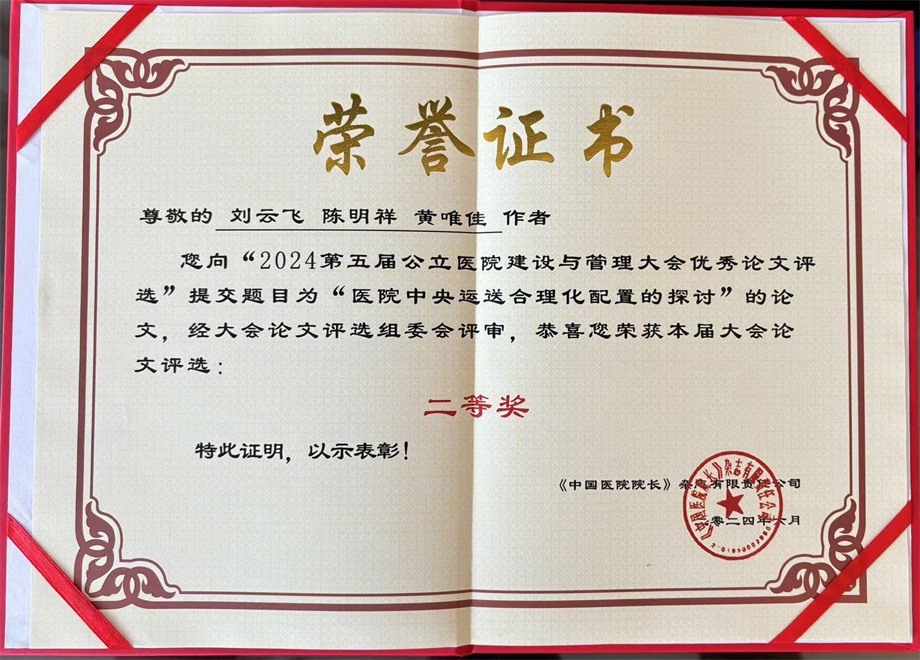 荣誉证书
尊敬的 刘云飞 陈明祥 黄唯佳 作者
您向“2024第五届公立医院建设与管理大会优秀论文评
选”提交题目为“医院中央运送合理化配置的探讨”的论
文，经大会论文评选组委会评审，恭喜您荣获本届大会论
文评选：
二等奖
特此证明，以示表彰！
《中国医院院长》杂志有限责任公司
二零二四年六月